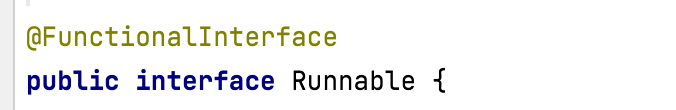 @FunctionalInterface
public interface Runnable {